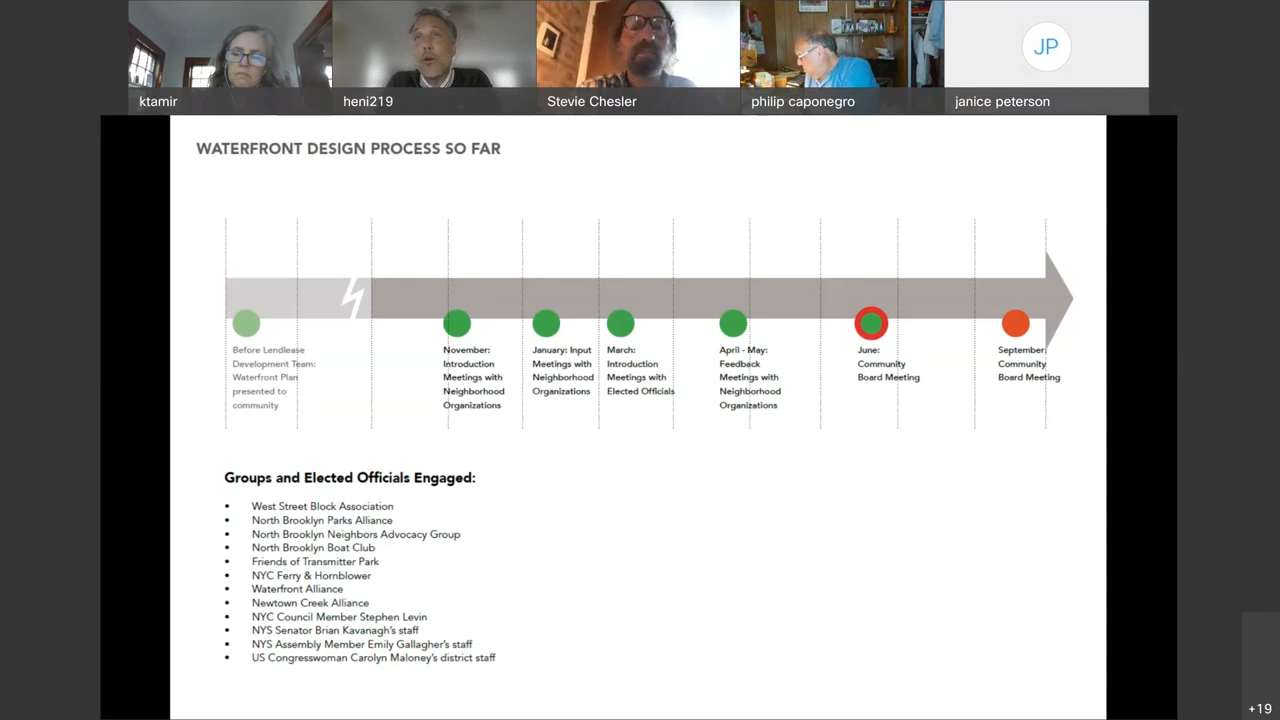 ktamir
heni219
Stevie Chesler
philip caponegro
JP
janice peterson
WATERFRONT DESIGN PROCESS SO FAR
Before Lendlease
Development Team:
Waterfront Plan
presented to
community
November:
Introduction
Meetings with
Neighborhood
Organizations
January: Input
Meetings with
Neighborhood
Organizations
March:
Introduction
Meetings with
Elected Officials
April - May:
Feedback
Meetings with
Neighborhood
Organizations
June:
Community
Board Meeting
September:
Community
Board Meeting
Groups and Elected Officials Engaged:
• West Street Block Association
• North Brooklyn Parks Alliance
• North Brooklyn Neighbors Advocacy Group
• North Brooklyn Boat Club
• Friends of Transmitter Park
• NYC Ferry & Hornblower
• Waterfront Alliance
• Newtown Creek Alliance
• NYC Council Member Stephen Levin
• NYS Senator Brian Kavanagh's staff
• NYS Assembly Member Emily Gallagher's staff
• US Congresswoman Carolyn Maloney's district staff
+19